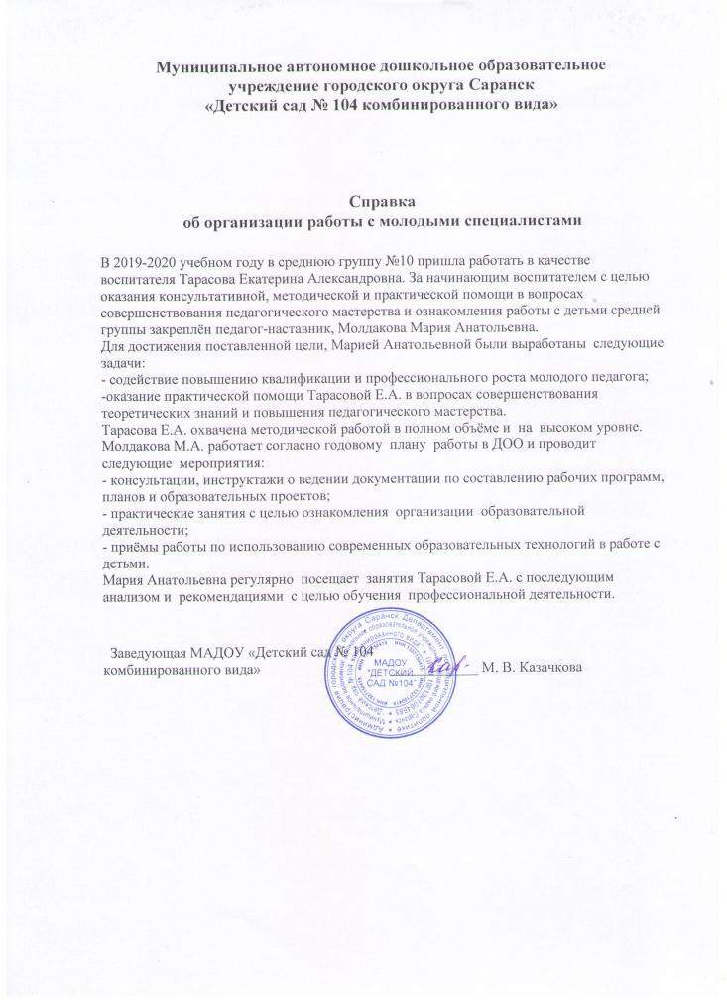 Муниципальное автономное дошкольное образовательное
учреждение городского округа Саранск
«Детский сад № 104 комбинированного вида»
Справка
об организации работы с молодыми специалистами
В 2019-2020 учебном году в среднюю группу №10 пришла работать в качестве
воспитателя Тарасова Екатерина Александровна. За начинающим воспитателем с целью
оказания консультативной, методической и практической помощи в вопросах
совершенствования педагогического мастерства и ознакомления работы с детьми средней
группы закреплён педагог-наставник, Молдакова Мария Анатольевна.
Для достижения поставленной цели, Марией Анатольевной были выработаны следующие
задачи:
- содействие повышению квалификации и профессионального роста молодого педагога;
-оказание практической помощи Тарасовой Е.А. в вопросах совершенствования
теоретических знаний и повышения педагогического мастерства.
Тарасова Е.А. охвачена методической работой в полном объёме и на высоком уровне.
Молдакова М.А. работает согласно годовому плану работы в ДОО и проводит
следующие мероприятия:
- консультации, инструктажи о ведении документации по составлению рабочих программ,
планов и образовательных проектов;
- практические занятия с целью ознакомления организации образовательной
деятельности;
- приёмы работы по использованию современных образовательных технологий в работе с
детьми.
Мария Анатольевна регулярно посещает занятия Тарасовой Е.А. с последующим
анализом и рекомендациями с целью обучения профессиональной деятельности.
Заведующая МАДОУ «Детский сад № 104
комбинированного вида» М. В. Казачкова
МАДОУ
"ДЕТСКИЙ
САД №104"